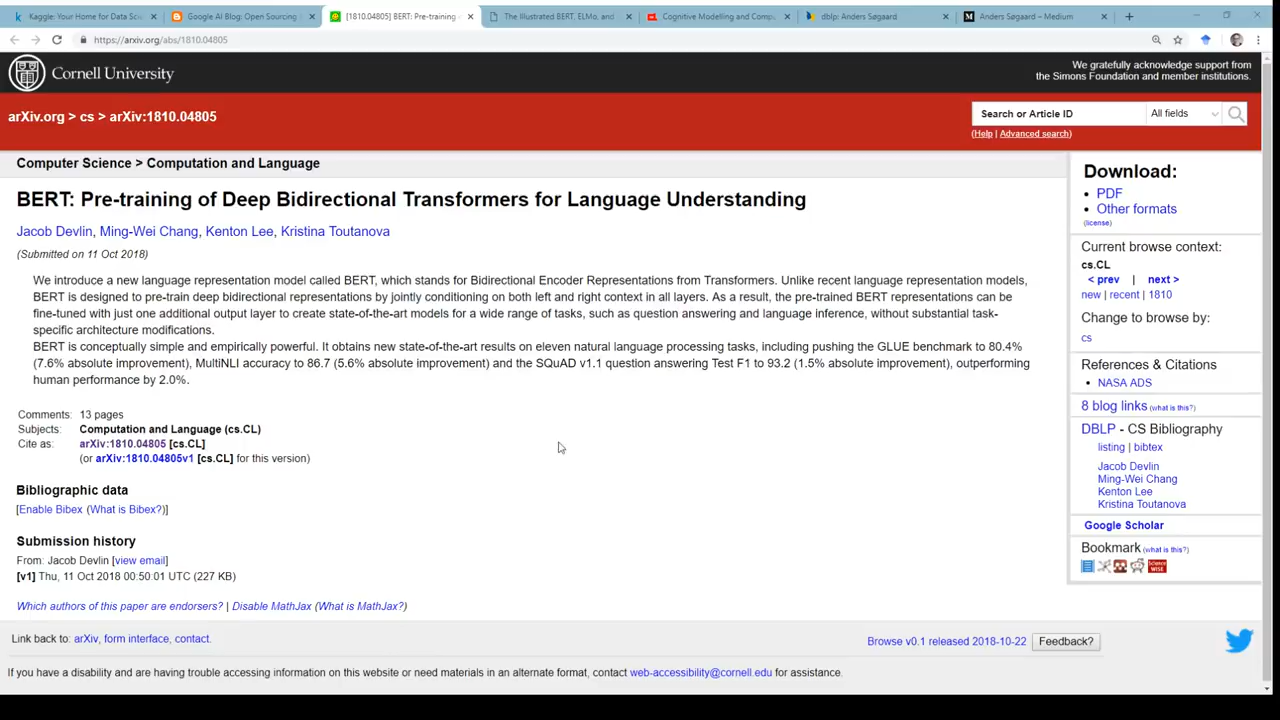 Kaggle: Your Home for Data Scie
Google AI Blog: Open Sourcing
[1810.04805] BERT: Pre-training
The Illustrated BERT, ELMo, and
Cognitive Modelling and Compu
dblp: Anders Søgaard
Anders Søgaard – Medium
https://arxiv.org/abs/1810.04805
Cornell University
We gratefully acknowledge support from
the Simons Foundation and member institutions.
arXiv.org > cs > arXiv:1810.04805
Search or Article ID
All fields
(Help | Advanced search)
Computer Science > Computation and Language
BERT: Pre-training of Deep Bidirectional Transformers for Language Understanding
Jacob Devlin, Ming-Wei Chang, Kenton Lee, Kristina Toutanova
(Submitted on 11 Oct 2018)
We introduce a new language representation model called BERT, which stands for Bidirectional Encoder Representations from Transformers. Unlike recent language representation models,
BERT is designed to pre-train deep bidirectional representations by jointly conditioning on both left and right context in all layers. As a result, the pre-trained BERT representations can be
fine-tuned with just one additional output layer to create state-of-the-art models for a wide range of tasks, such as question answering and language inference, without substantial task-
specific architecture modifications.
BERT is conceptually simple and empirically powerful. It obtains new state-of-the-art results on eleven natural language processing tasks, including pushing the GLUE benchmark to 80.4%
(7.6% absolute improvement), MultiNLI accuracy to 86.7 (5.6% absolute improvement) and the SQuAD v1.1 question answering Test F1 to 93.2 (1.5% absolute improvement), outperforming
human performance by 2.0%.
Comments: 13 pages
Subjects: Computation and Language (cs.CL)
Cite as: arXiv:1810.04805 [cs.CL]
(or arXiv:1810.04805v1 [cs.CL] for this version)
Bibliographic data
[Enable Bibex (What is Bibex?)]
Submission history
From: Jacob Devlin [view email]
[v1] Thu, 11 Oct 2018 00:50:01 UTC (227 KB)
Which authors of this paper are endorsers? | Disable MathJax (What is MathJax?)
Download:
PDF
Other formats
(license)
Current browse context:
cs.CL
< prev | next >
new | recent | 1810
Change to browse by:
cs
References & Citations
NASA ADS
8 blog links (what is this?)
DBLP - CS Bibliography
listing | bibtex
Jacob Devlin
Ming-Wei Chang
Kenton Lee
Kristina Toutanova
Google Scholar
Bookmark (what is this?)
Science
WISE
Link back to: arXiv, form interface, contact.
Browse v0.1 released 2018-10-22
Feedback?
If you have a disability and are having trouble accessing information on this website or need materials in an alternate format, contact web-accessibility@cornell.edu for assistance.